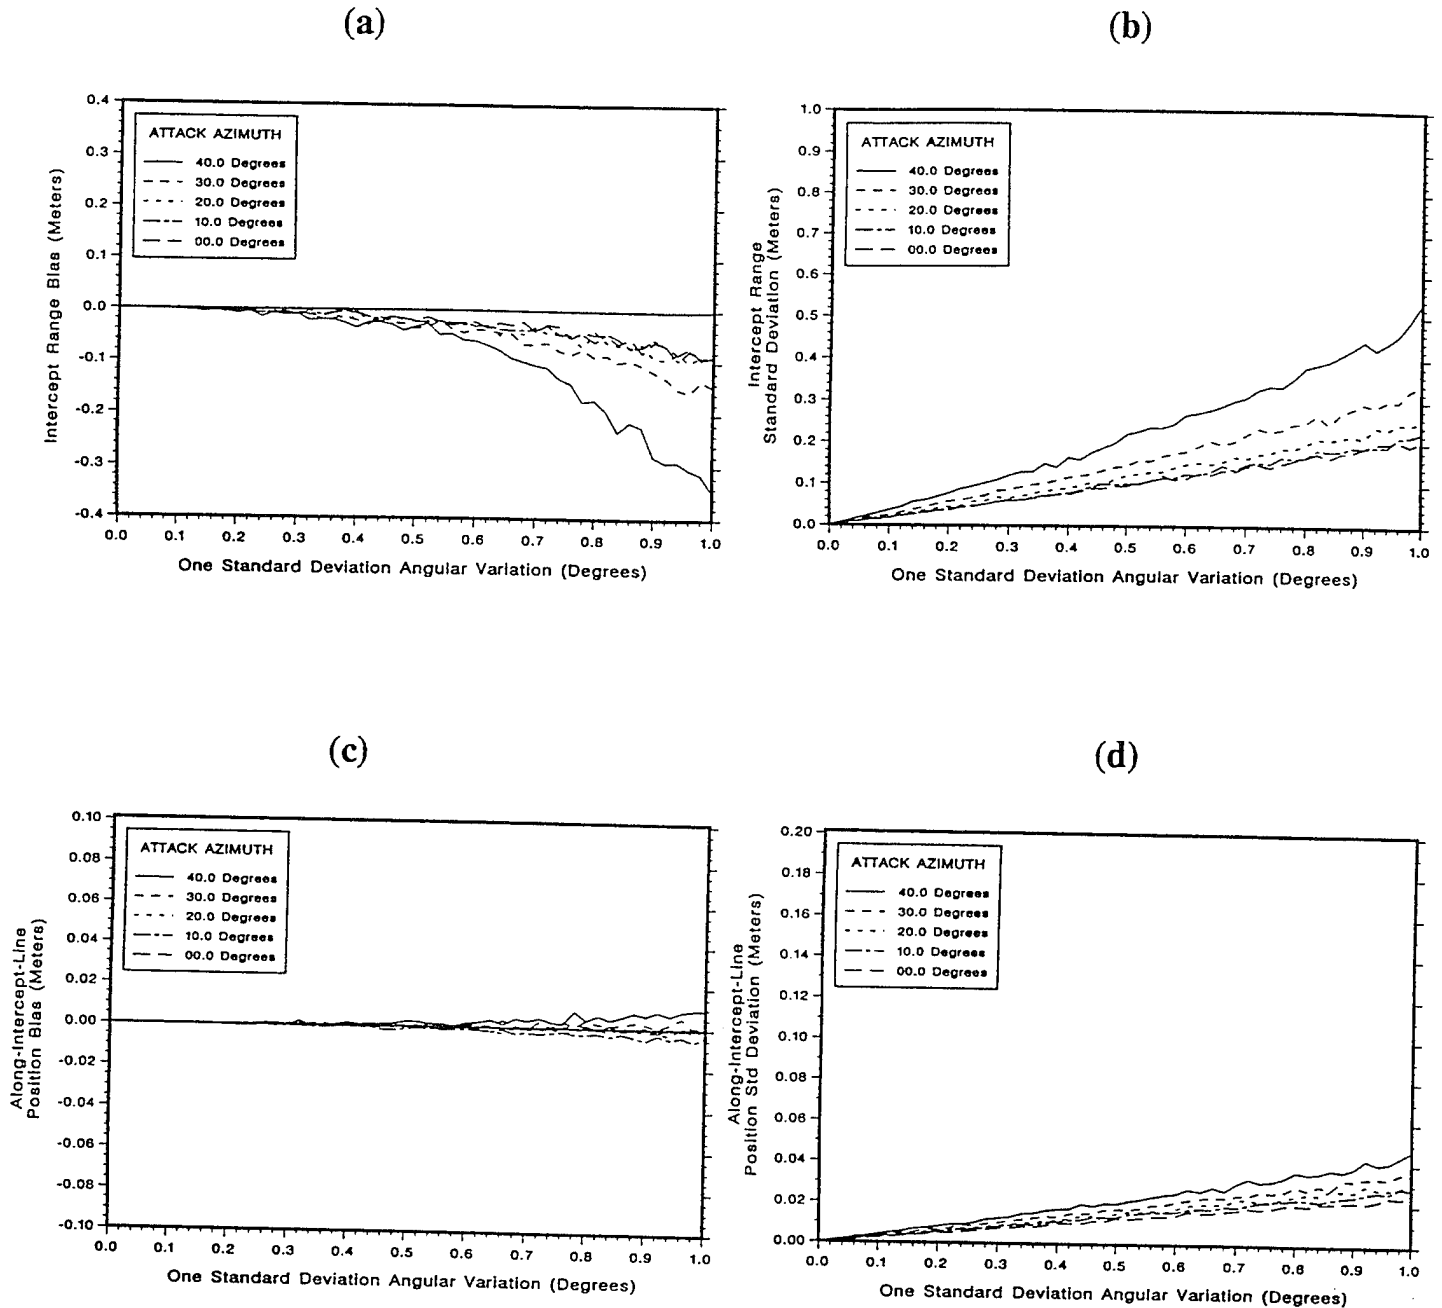 (a)
0.4
0.3
0.2
0.1
0.0
-0.1
-0.2
-0.3
-0.4
Intercept Range Bias (Meters)
ATTACK AZIMUTH
40.0 Degrees
30.0 Degrees
20.0 Degrees
10.0 Degrees
00.0 Degrees
0.0 0.1 0.2 0.3 0.4 0.5 0.6 0.7 0.8 0.9 1.0
One Standard Deviation Angular Variation (Degrees)
(b)
1.0
0.9
0.8
0.7
0.6
0.5
0.4
0.3
0.2
0.1
0.0
Intercept Range
Standard Deviation (Meters)
ATTACK AZIMUTH
40.0 Degrees
30.0 Degrees
20.0 Degrees
10.0 Degrees
00.0 Degrees
0.0 0.1 0.2 0.3 0.4 0.5 0.6 0.7 0.8 0.9 1.0
One Standard Deviation Angular Variation (Degrees)
(c)
0.10
0.08
0.06
0.04
0.02
0.00
-0.02
-0.04
-0.06
-0.08
-0.10
Along-Intercept-Line
Position Bias (Meters)
ATTACK AZIMUTH
40.0 Degrees
30.0 Degrees
20.0 Degrees
10.0 Degrees
00.0 Degrees
0.0 0.1 0.2 0.3 0.4 0.5 0.6 0.7 0.8 0.9 1.0
One Standard Deviation Angular Variation (Degrees)
(d)
0.20
0.18
0.16
0.14
0.12
0.10
0.08
0.06
0.04
0.02
0.00
Along-Intercept-Line
Position Std Deviation (Meters)
ATTACK AZIMUTH
40.0 Degrees
30.0 Degrees
20.0 Degrees
10.0 Degrees
00.0 Degrees
0.0 0.1 0.2 0.3 0.4 0.5 0.6 0.7 0.8 0.9 1.0
One Standard Deviation Angular Variation (Degrees)